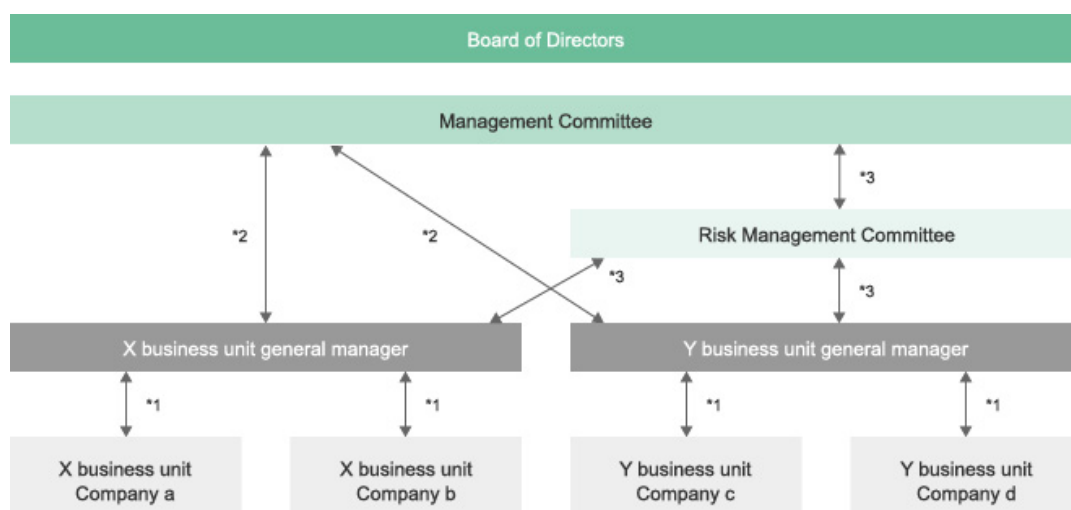 Board of Directors
Management Committee
*3
*2
*2
Risk Management Committee
*3
*3
X business unit general manager
Y business unit general manager
*1
*1
*1
*1
X business unit
Company a
X business unit
Company b
Y business unit
Company c
Y business unit
Company d